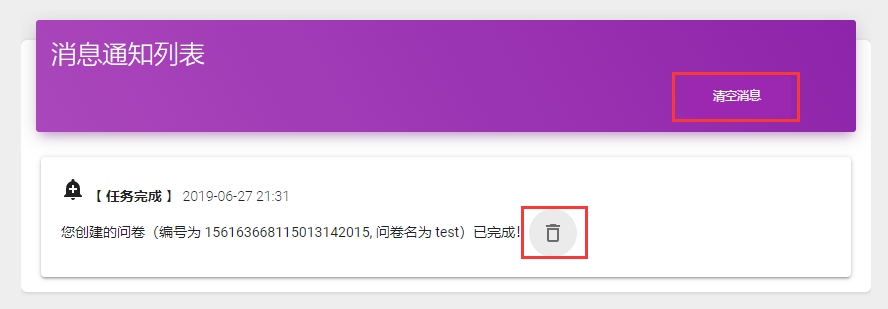 消息通知列表
清空消息
【 任务完成 】 2019-06-27 21:31
您创建的问卷（编号为 156163668115013142015, 问卷名为 test）已完成！